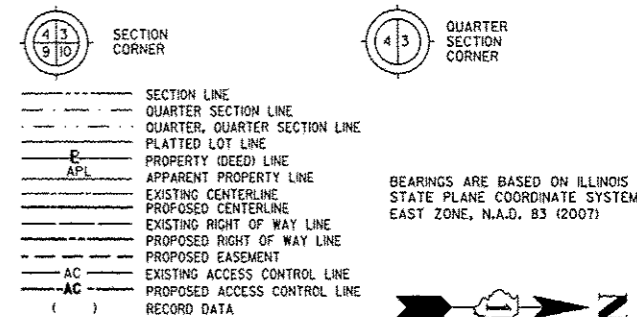 4 3
9 10
SECTION
CORNER
4 3
QUARTER
SECTION
CORNER
SECTION LINE
QUARTER SECTION LINE
QUARTER, QUARTER SECTION LINE
PLATTED LOT LINE
P PROPERTY (DEED) LINE
APL APPARENT PROPERTY LINE
EXISTING CENTERLINE
PROPOSED CENTERLINE
EXISTING RIGHT OF WAY LINE
PROPOSED RIGHT OF WAY LINE
PROPOSED EASEMENT
AC EXISTING ACCESS CONTROL LINE
AC PROPOSED ACCESS CONTROL LINE
( ) RECORD DATA
BEARINGS ARE BASED ON ILLINOIS
STATE PLANE COORDINATE SYSTEM
EAST ZONE, N.A.D. 83 (2007)
Z